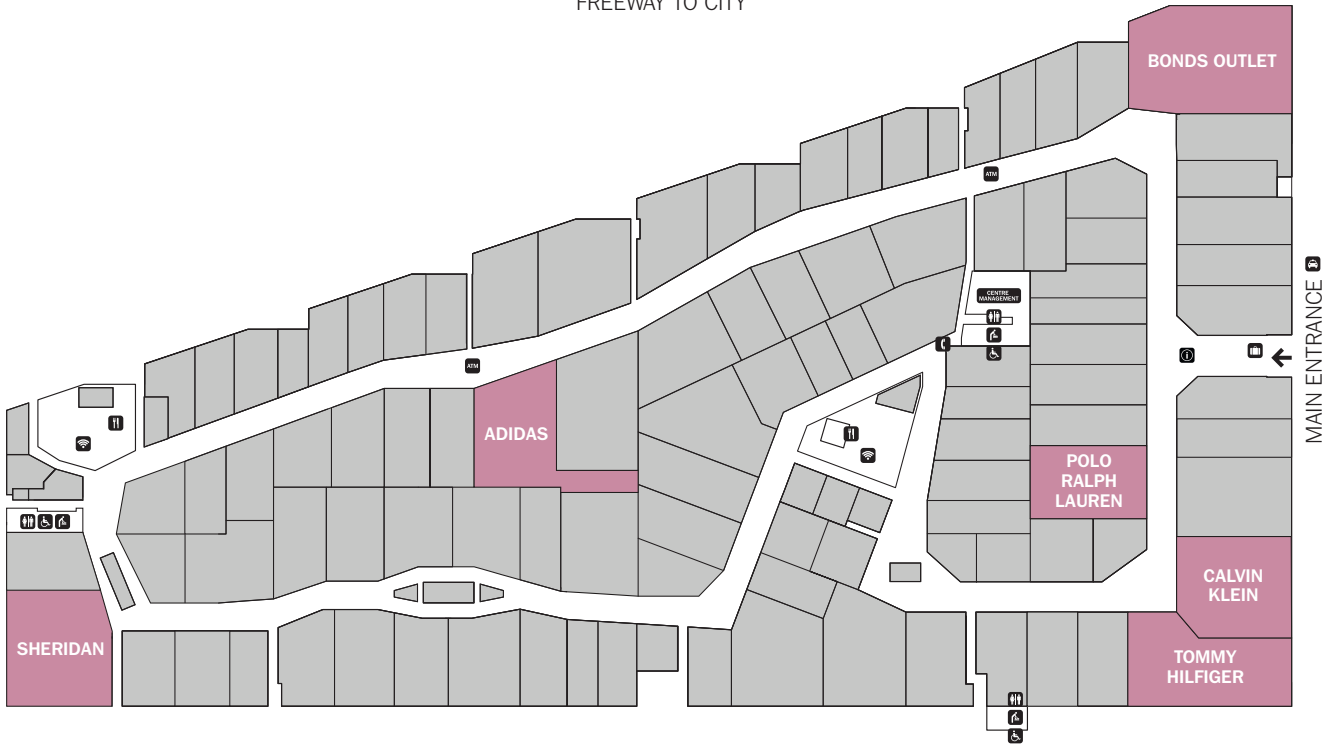 FREEWAY TO CITY
BONDS OUTLET
ATM
CENTRE
MANAGEMENT
MAIN ENTRANCE
i
ATM
ADIDAS
POLO
RALPH
LAUREN
CALVIN
KLEIN
SHERIDAN
TOMMY
HILFIGER